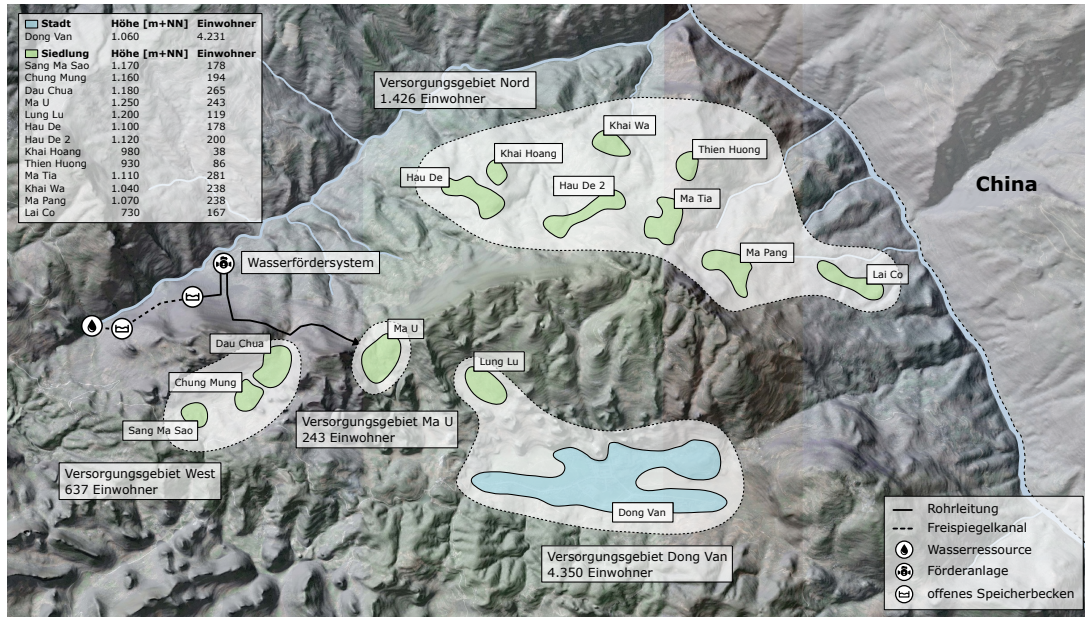 Stadt Höhe [m+NN] Einwohner
Dong Van 1.060 4.231
Siedlung Höhe [m+NN] Einwohner
Sang Ma Sao 1.170 178
Chung Mung 1.160 194
Dau Chua 1.180 265
Ma U 1.250 243
Lung Lu 1.200 119
Hau De 1.100 178
Hau De 2 1.120 200
Khai Hoang 980 38
Thien Huong 930 86
Ma Tia 1.110 281
Khai Wa 1.040 238
Ma Pang 1.070 238
Lai Co 730 167
Versorgungsgebiet Nord
1.426 Einwohner
Khai Wa
Khai Hoang
Thien Huong
Hau De
Hau De 2
Ma Tia
China
Ma Pang
Lai Co
Wasserfördersystem
Ma U
Dau Chua
Lung Lu
Chung Mung
Sang Ma Sao
Versorgungsgebiet Ma U
243 Einwohner
Versorgungsgebiet West
637 Einwohner
Dong Van
Versorgungsgebiet Dong Van
4.350 Einwohner
Rohrleitung
Freispiegelkanal
Wasserressource
Förderanlage
offenes Speicherbecken